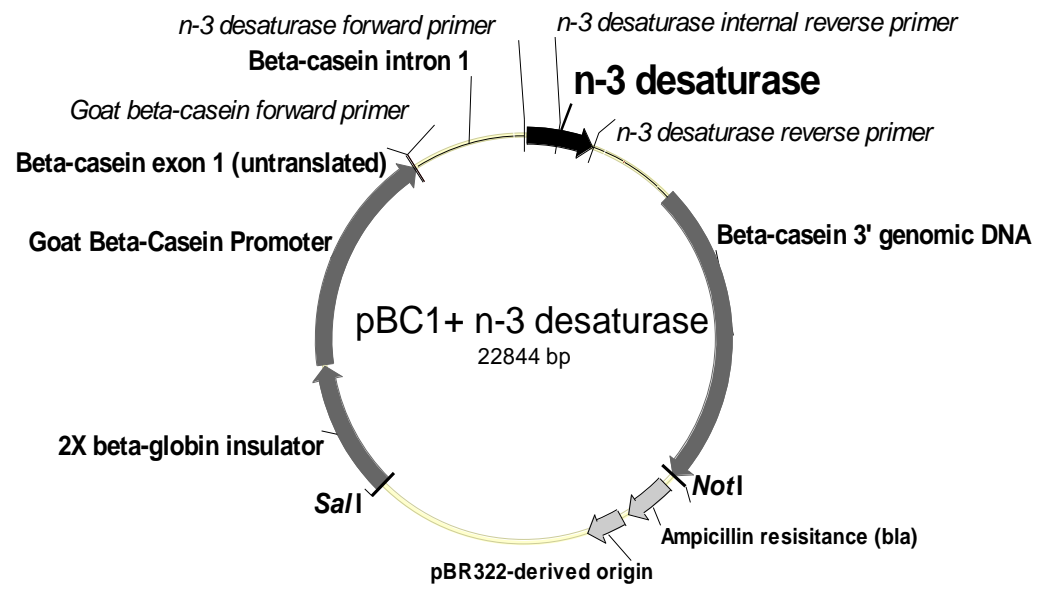 n-3 desaturase forward primer
n-3 desaturase internal reverse primer
Beta-casein intron 1
n-3 desaturase
Goat beta-casein forward primer
n-3 desaturase reverse primer
Beta-casein exon 1 (untranslated)
Goat Beta-Casein Promoter
Beta-casein 3' genomic DNA
pBC1+ n-3 desaturase
22844 bp
2X beta-globin insulator
Sal I
Not I
Ampicillin resisitance (bla)
pBR322-derived origin